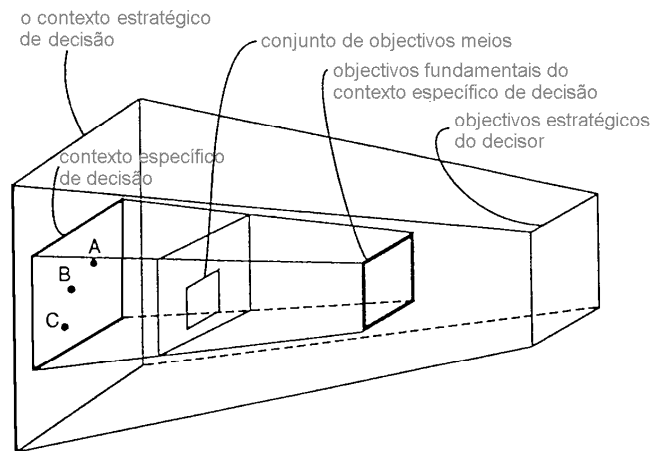 o contexto estratégico
de decisão
conjunto de objectivos meios
objectivos fundamentais do
contexto específico de decisão
objectivos estratégicos
do decisor
contexto específico
de decisão
A
B
C